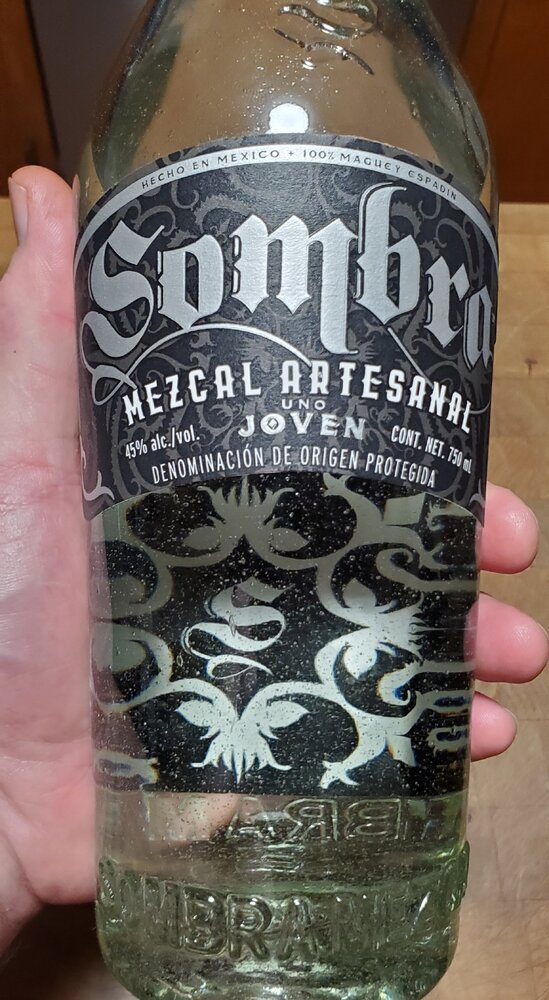 HECHO EN MEXICO + 100% MAGUEY ESPADIN
Sombra
MEZCAL ARTESANAL
UNO
JOVEN
45% alc./vol.
CONT. NET. 750 ml
DENOMINACIÓN DE ORIGEN PROTEGIDA
S
SOMBRA